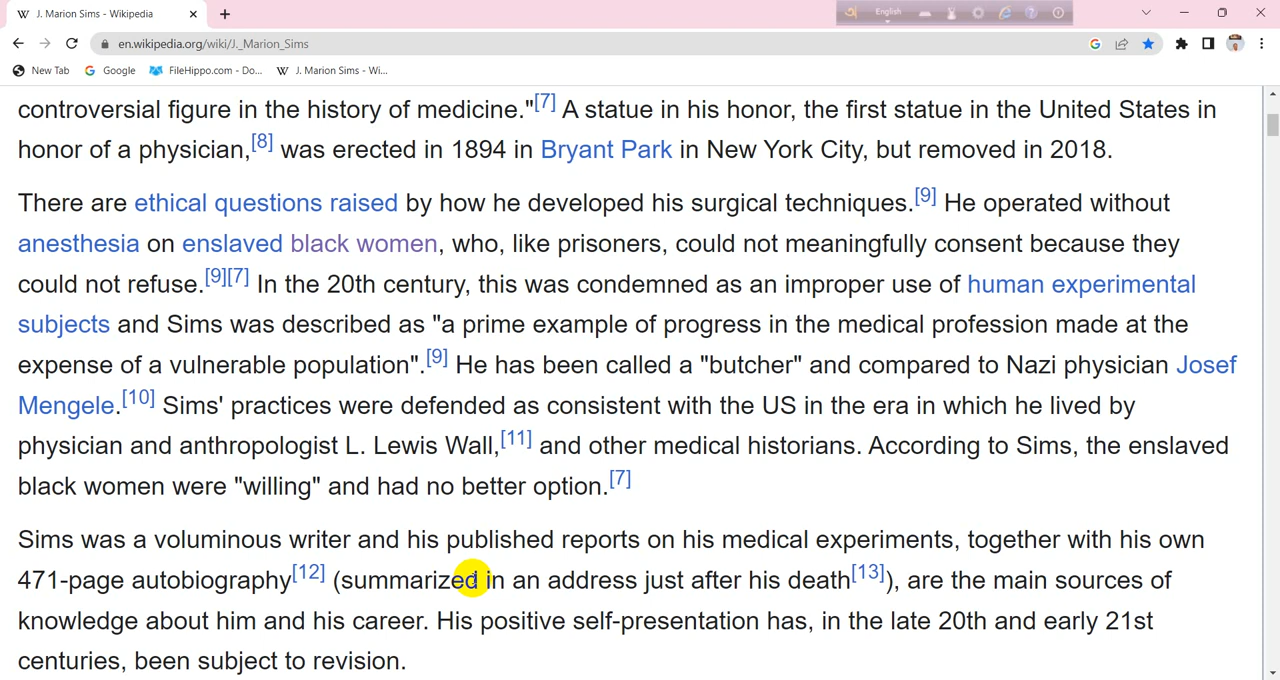 J. Marion Sims - Wikipedia
English
en.wikipedia.org/wiki/J._Marion_Sims
New Tab Google FileHippo.com - Do... J. Marion Sims - Wi...
controversial figure in the history of medicine."[7] A statue in his honor, the first statue in the United States in
honor of a physician,[8] was erected in 1894 in Bryant Park in New York City, but removed in 2018.
There are ethical questions raised by how he developed his surgical techniques.[9] He operated without
anesthesia on enslaved black women, who, like prisoners, could not meaningfully consent because they
could not refuse.[9][7] In the 20th century, this was condemned as an improper use of human experimental
subjects and Sims was described as "a prime example of progress in the medical profession made at the
expense of a vulnerable population".[9] He has been called a "butcher" and compared to Nazi physician Josef
Mengele.[10] Sims' practices were defended as consistent with the US in the era in which he lived by
physician and anthropologist L. Lewis Wall,[11] and other medical historians. According to Sims, the enslaved
black women were "willing" and had no better option.[7]
Sims was a voluminous writer and his published reports on his medical experiments, together with his own
471-page autobiography[12] (summarized in an address just after his death[13]), are the main sources of
knowledge about him and his career. His positive self-presentation has, in the late 20th and early 21st
centuries, been subject to revision.